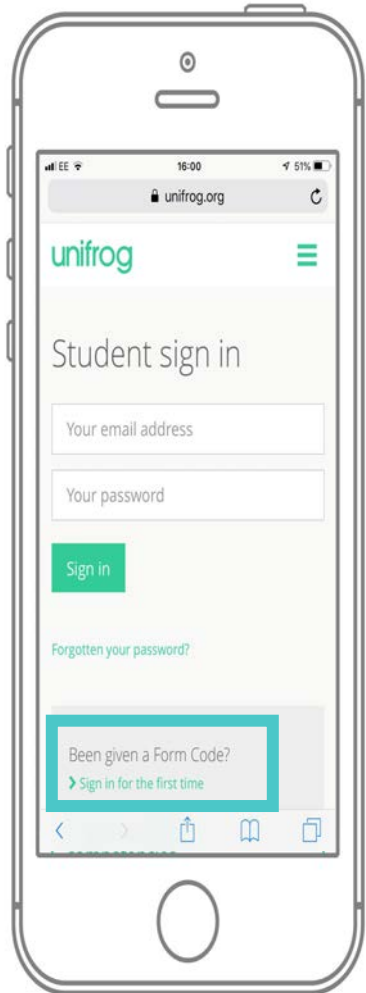 EE 16:00 51%
unifrog.org
unifrog
Student sign in
Your email address
Your password
Sign in
Forgotten your password?
Been given a Form Code?
Sign in for the first time